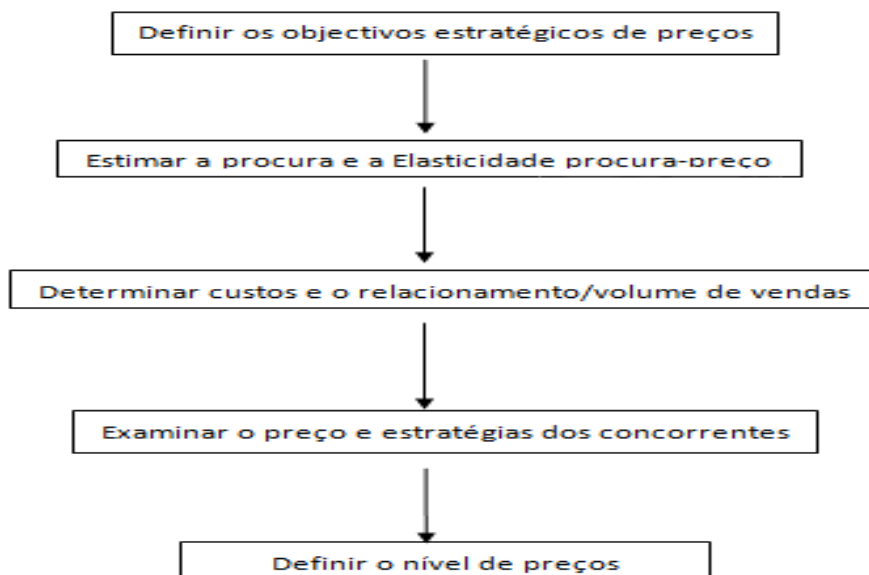 Definir os objectivos estratégicos de preços
Estimar a procura e a Elasticidade procura-preço
Determinar custos e o relacionamento/volume de vendas
Examinar o preço e estratégias dos concorrentes
Definir o nível de preços